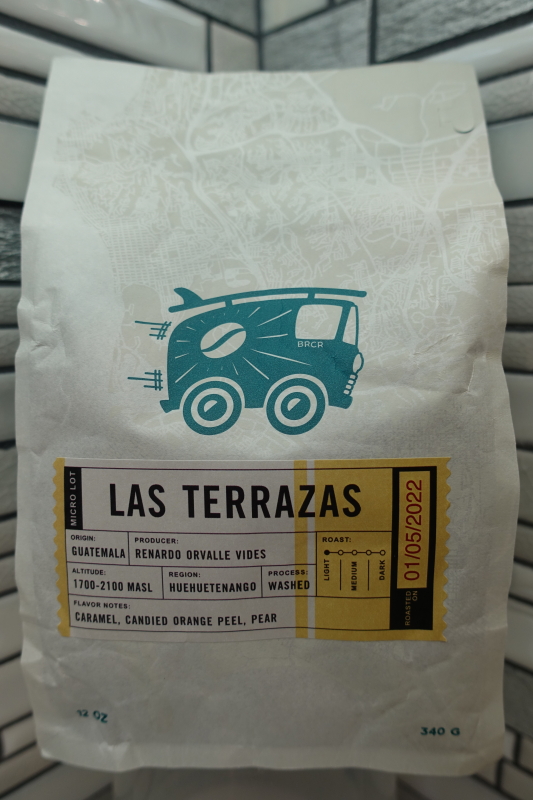 BRCR
MICRO LOT
LAS TERRAZAS
ORIGIN:
GUATEMALA
PRODUCER:
RENARDO ORVALLE VIDES
ALTITUDE:
1700-2100 MASL
REGION:
HUEHUETENANGO
PROCESS:
WASHED
FLAVOR NOTES:
CARAMEL, CANDIED ORANGE PEEL, PEAR
ROAST:
LIGHT
MEDIUM
DARK
ROASTED
ON
01/05/2022
12 OZ
340 G